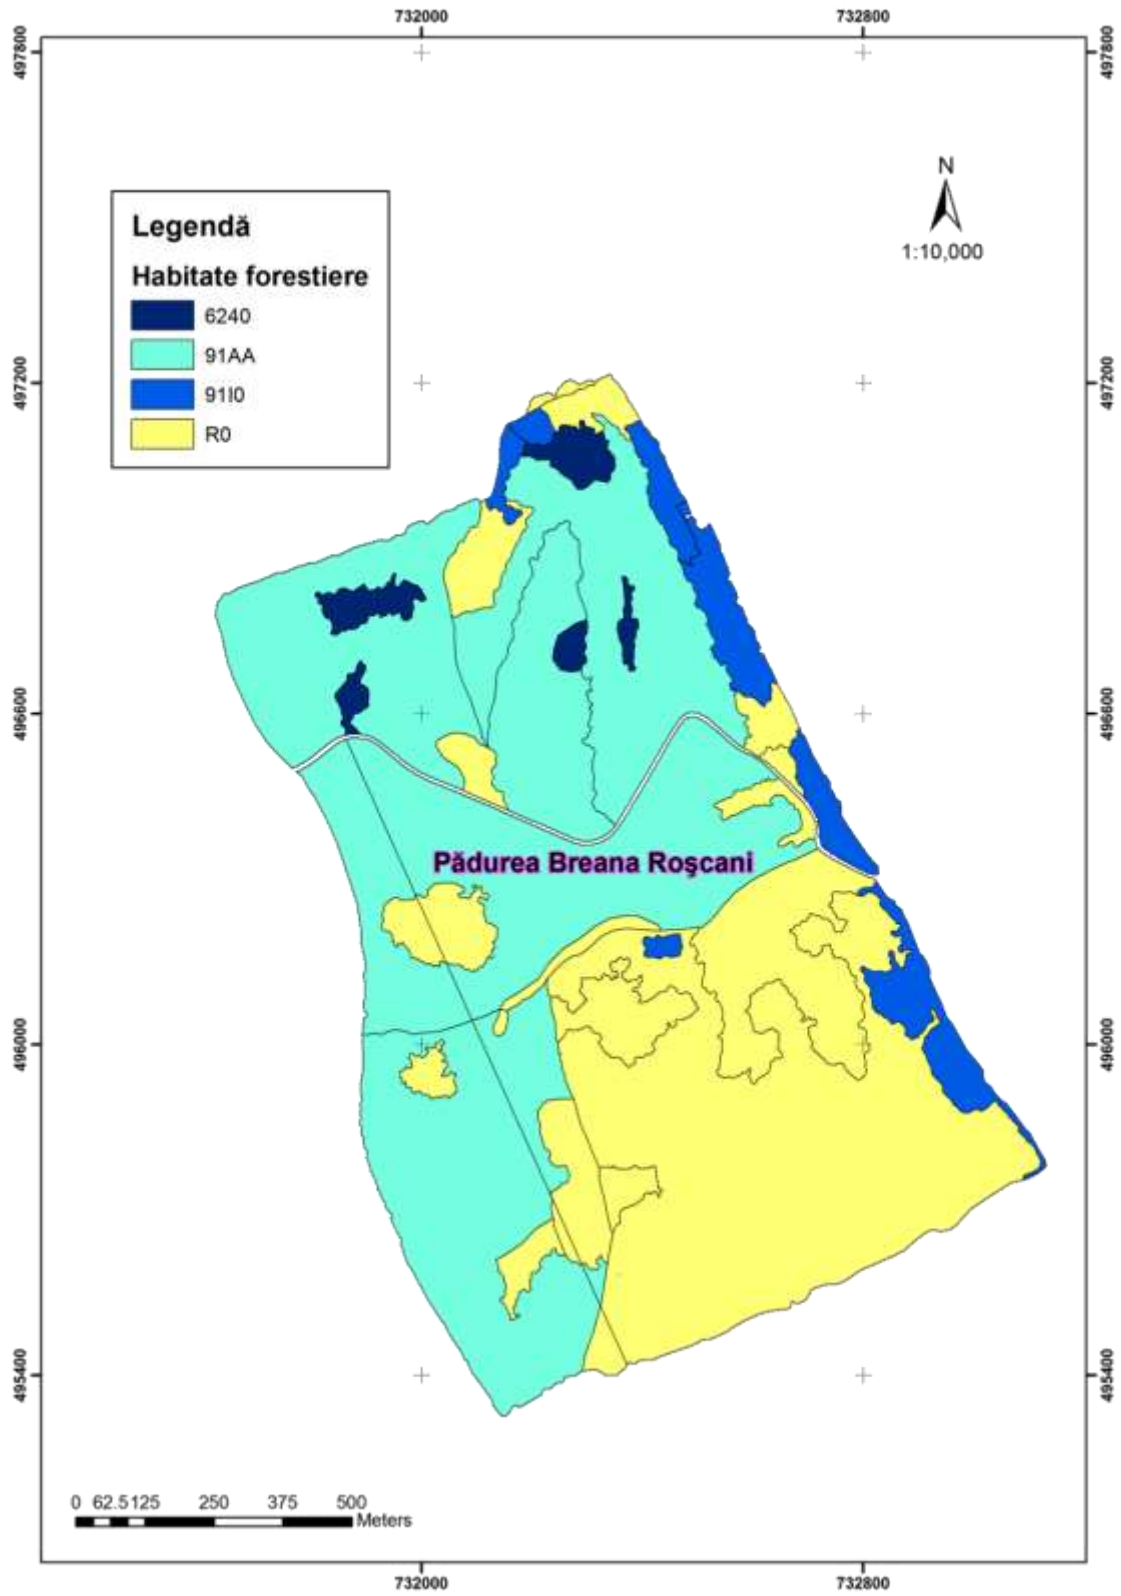 732000 732800
497800 497800
N
1:10,000
Legendă
Habitate forestiere
6240
91AA
91I0
R0
497200 497200
496600 496600
Pădurea Breana Roşcani
496000 496000
495400 495400
0 62.5 125 250 375 500
Meters
732000 732800